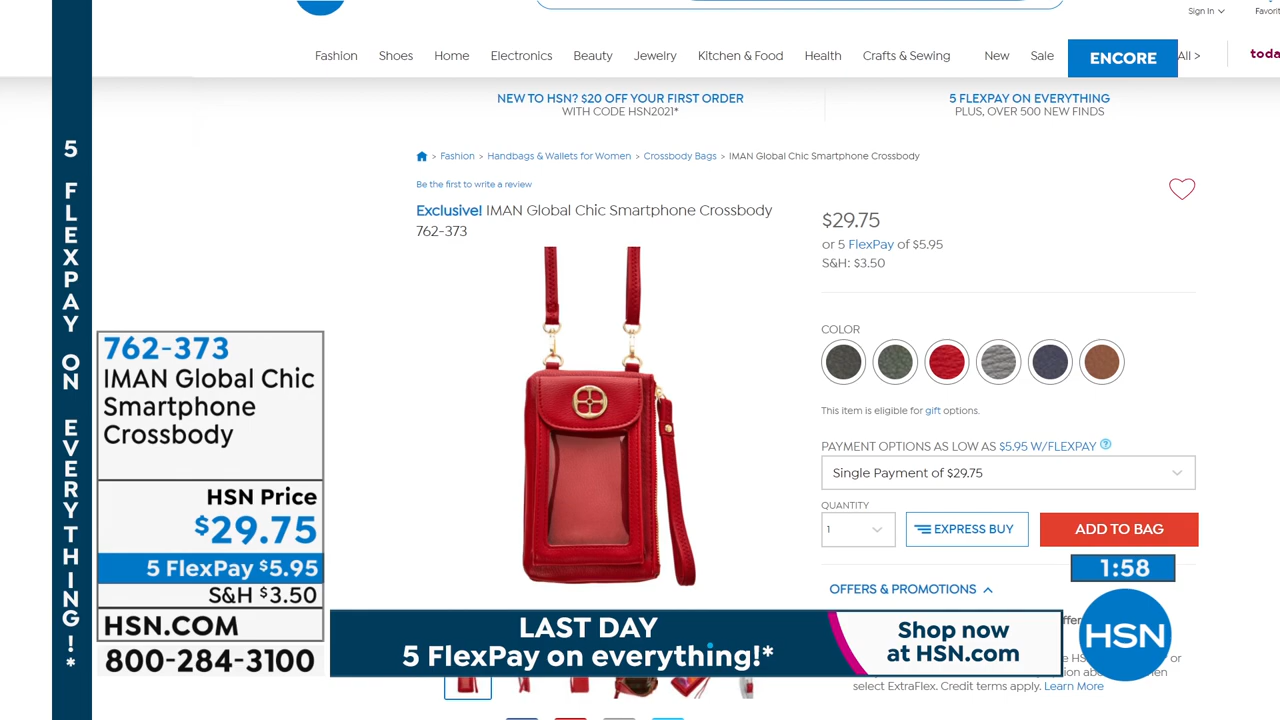 Sign In
Fashion
Shoes
Home
Electronics
Beauty
Jewelry
Kitchen & Food
Health
Crafts & Sewing
New
Sale
ENCORE
All >
NEW TO HSN? $20 OFF YOUR FIRST ORDER
WITH CODE HSN2021*
5 FLEXPAY ON EVERYTHING
PLUS, OVER 500 NEW FINDS
> Fashion > Handbags & Wallets for Women > Crossbody Bags > IMAN Global Chic Smartphone Crossbody
Be the first to write a review
Exclusive! IMAN Global Chic Smartphone Crossbody
762-373
$29.75
or 5 FlexPay of $5.95
S&H: $3.50
COLOR
This item is eligible for gift options.
PAYMENT OPTIONS AS LOW AS $5.95 W/FLEXPAY ?
Single Payment of $29.75
QUANTITY
1
EXPRESS BUY
ADD TO BAG
OFFERS & PROMOTIONS
select ExtraFlex. Credit terms apply. Learn More
5 FLEXPAY ON EVERYTHING!*
762-373
IMAN Global Chic
Smartphone
Crossbody
HSN Price
$29.75
5 FlexPay $5.95
S&H $3.50
HSN.COM
800-284-3100
LAST DAY
5 FlexPay on everything!*
Shop now
at HSN.com
1:58
HSN